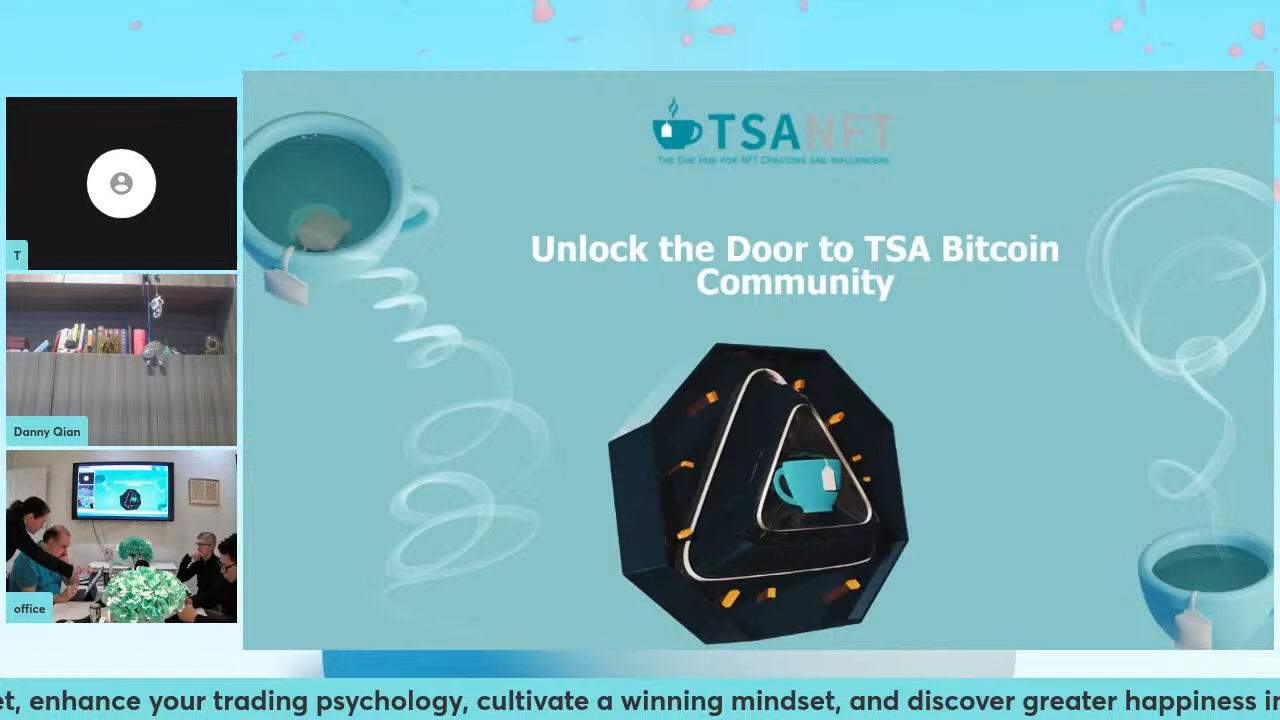 TSANFT
The One Hub for NFT Creators and Influencers
Unlock the Door to TSA Bitcoin
Community
T
Danny Qian
office
et, enhance your trading psychology, cultivate a winning mindset, and discover greater happiness in